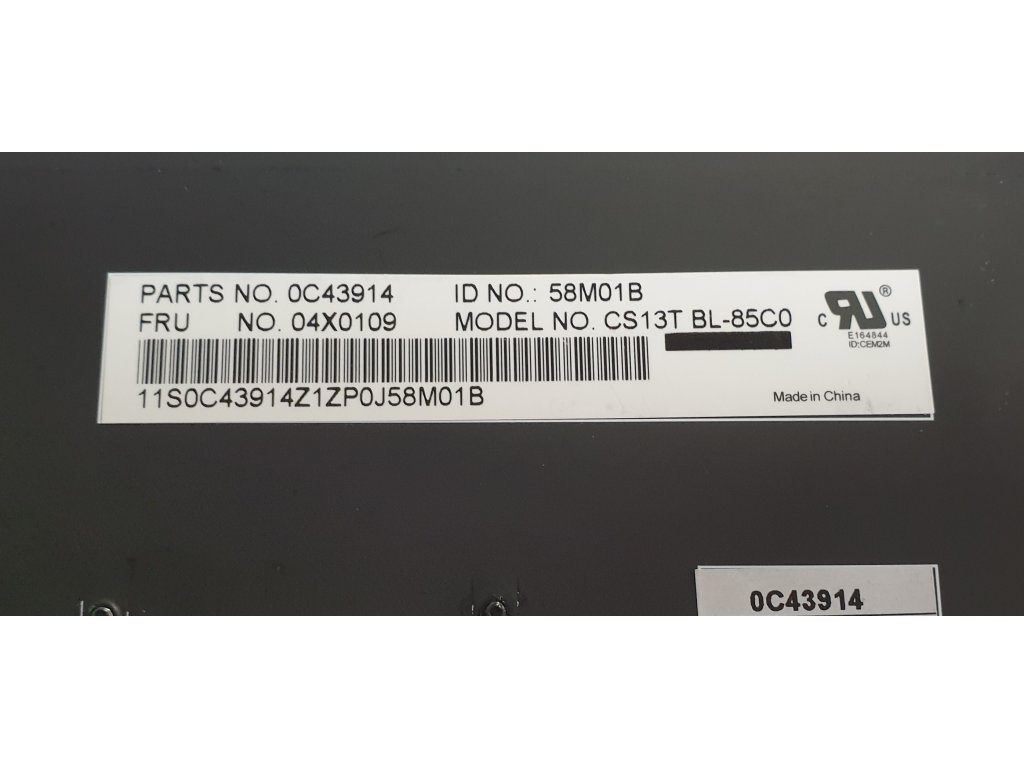 PARTS NO. 0C43914 ID NO.: 58M01B
FRU NO. 04X0109 MODEL NO. CS13T BL-85C0
C RU ® US
E164844
ID:CEM2M
11S0C43914Z1ZP0J58M01B
Made in China
0C43914